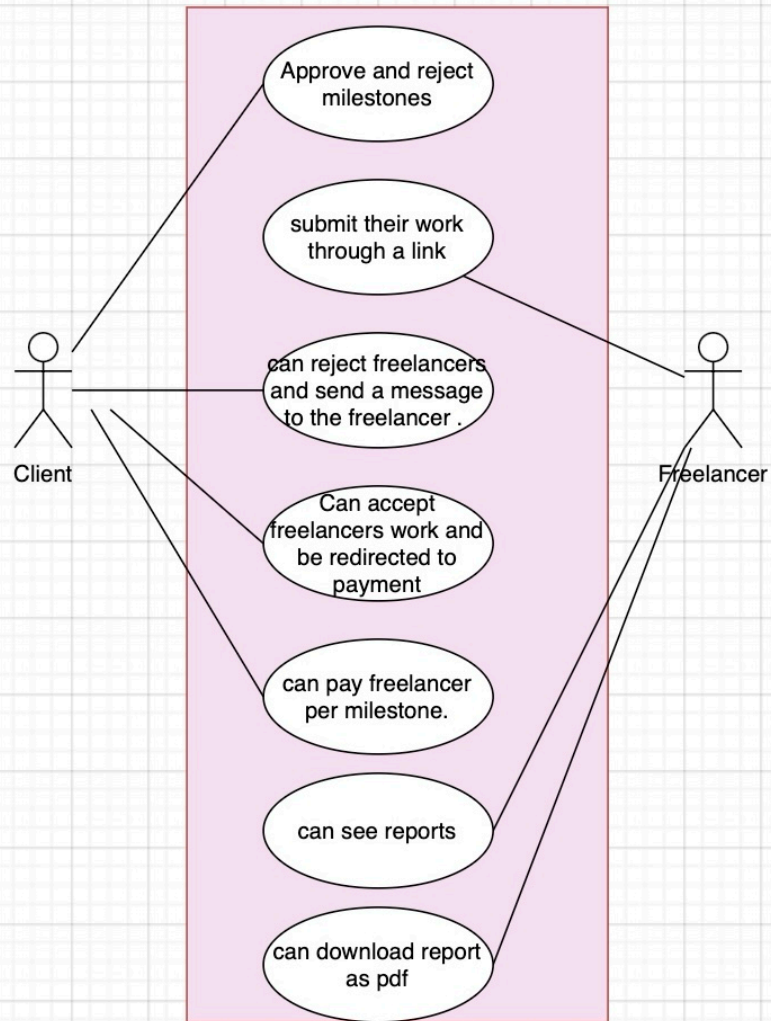 Approve and reject
milestones
submit their work
through a link
can reject freelancers
and send a message
to the freelancer .
Client
Freelancer
Can accept
freelancers work and
be redirected to
payment
can pay freelancer
per milestone.
can see reports
can download report
as pdf